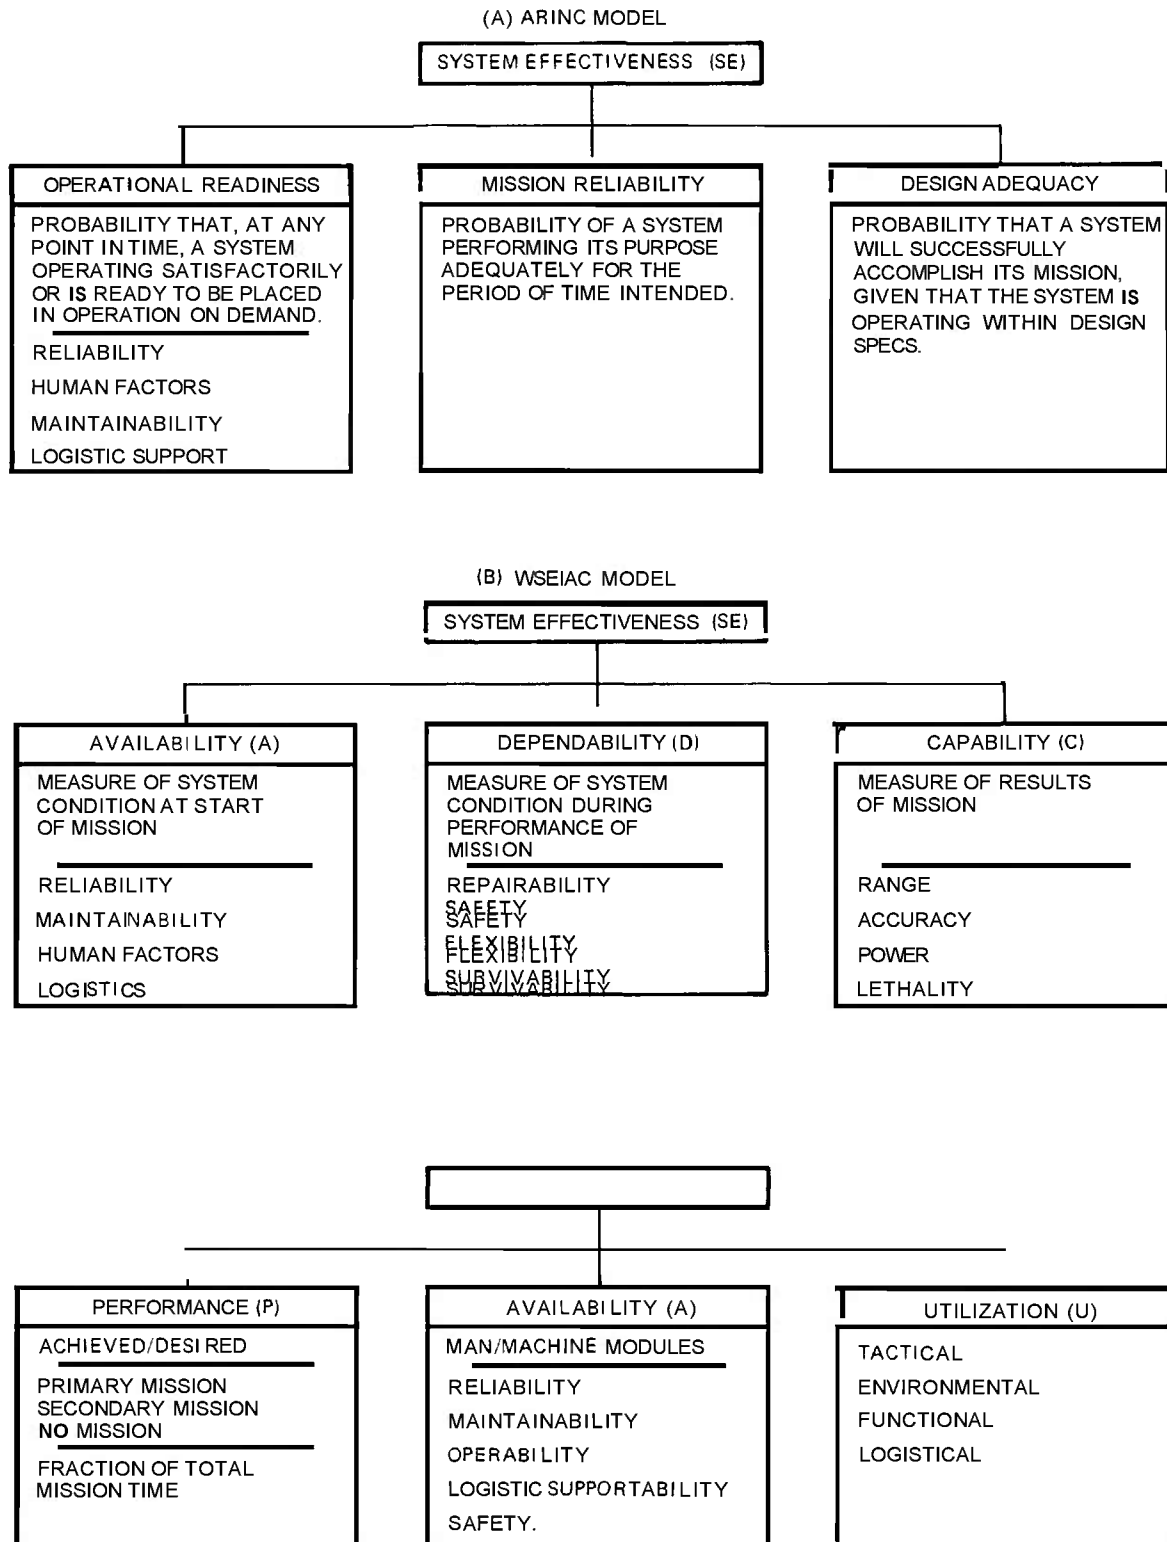 (A) ARINC MODEL
SYSTEM EFFECTIVENESS (SE)
OPERATIONAL READINESS
PROBABILITY THAT, AT ANY
POINT IN TIME, A SYSTEM
OPERATING SATISFACTORILY
OR IS READY TO BE PLACED
IN OPERATION ON DEMAND.
RELIABILITY
HUMAN FACTORS
MAINTAINABILITY
LOGISTIC SUPPORT
MISSION RELIABILITY
PROBABILITY OF A SYSTEM
PERFORMING ITS PURPOSE
ADEQUATELY FOR THE
PERIOD OF TIME INTENDED.
DESIGN ADEQUACY
PROBABILITY THAT A SYSTEM
WILL SUCCESSFULLY
ACCOMPLISH ITS MISSION,
GIVEN THAT THE SYSTEM IS
OPERATING WITHIN DESIGN
SPECS.
(B) WSEIAC MODEL
SYSTEM EFFECTIVENESS (SE)
AVAILABILITY (A)
MEASURE OF SYSTEM
CONDITION AT START
OF MISSION
RELIABILITY
MAINTAINABILITY
HUMAN FACTORS
LOGISTICS
DEPENDABILITY (D)
MEASURE OF SYSTEM
CONDITION DURING
PERFORMANCE OF
MISSION
REPAIRABILITY
SAFETY
SAFETY
FLEXIBILITY
FLEXIBILITY
SURVIVABILITY
SURVIVABILITY
CAPABILITY (C)
MEASURE OF RESULTS
OF MISSION
RANGE
ACCURACY
POWER
LETHALITY
PERFORMANCE (P)
ACHIEVED/DESIRED
PRIMARY MISSION
SECONDARY MISSION
NO MISSION
FRACTION OF TOTAL
MISSION TIME
AVAILABILITY (A)
MAN/MACHINE MODULES
RELIABILITY
MAINTAINABILITY
OPERABILITY
LOGISTIC SUPPORTABILITY
SAFETY.
UTILIZATION (U)
TACTICAL
ENVIRONMENTAL
FUNCTIONAL
LOGISTICAL